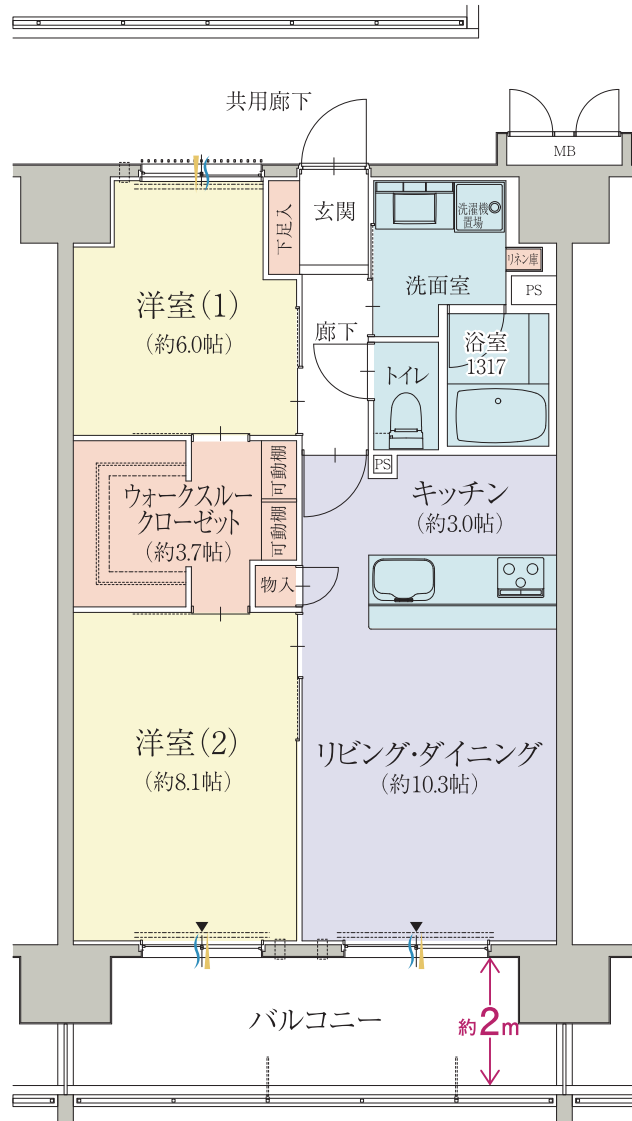 共用廊下
MB
玄関
下足入
洗濯機
置場
リネン庫
PS
洗面室
洋室(1)
(約6.0帖)
廊下
浴室
1317
トイレ
PS
キッチン
(約3.0帖)
可動棚
可動棚
ウォークスルー
クローゼット
(約3.7帖)
物入
洋室(2)
(約8.1帖)
リビング・ダイニング
(約10.3帖)
バルコニー
約2m